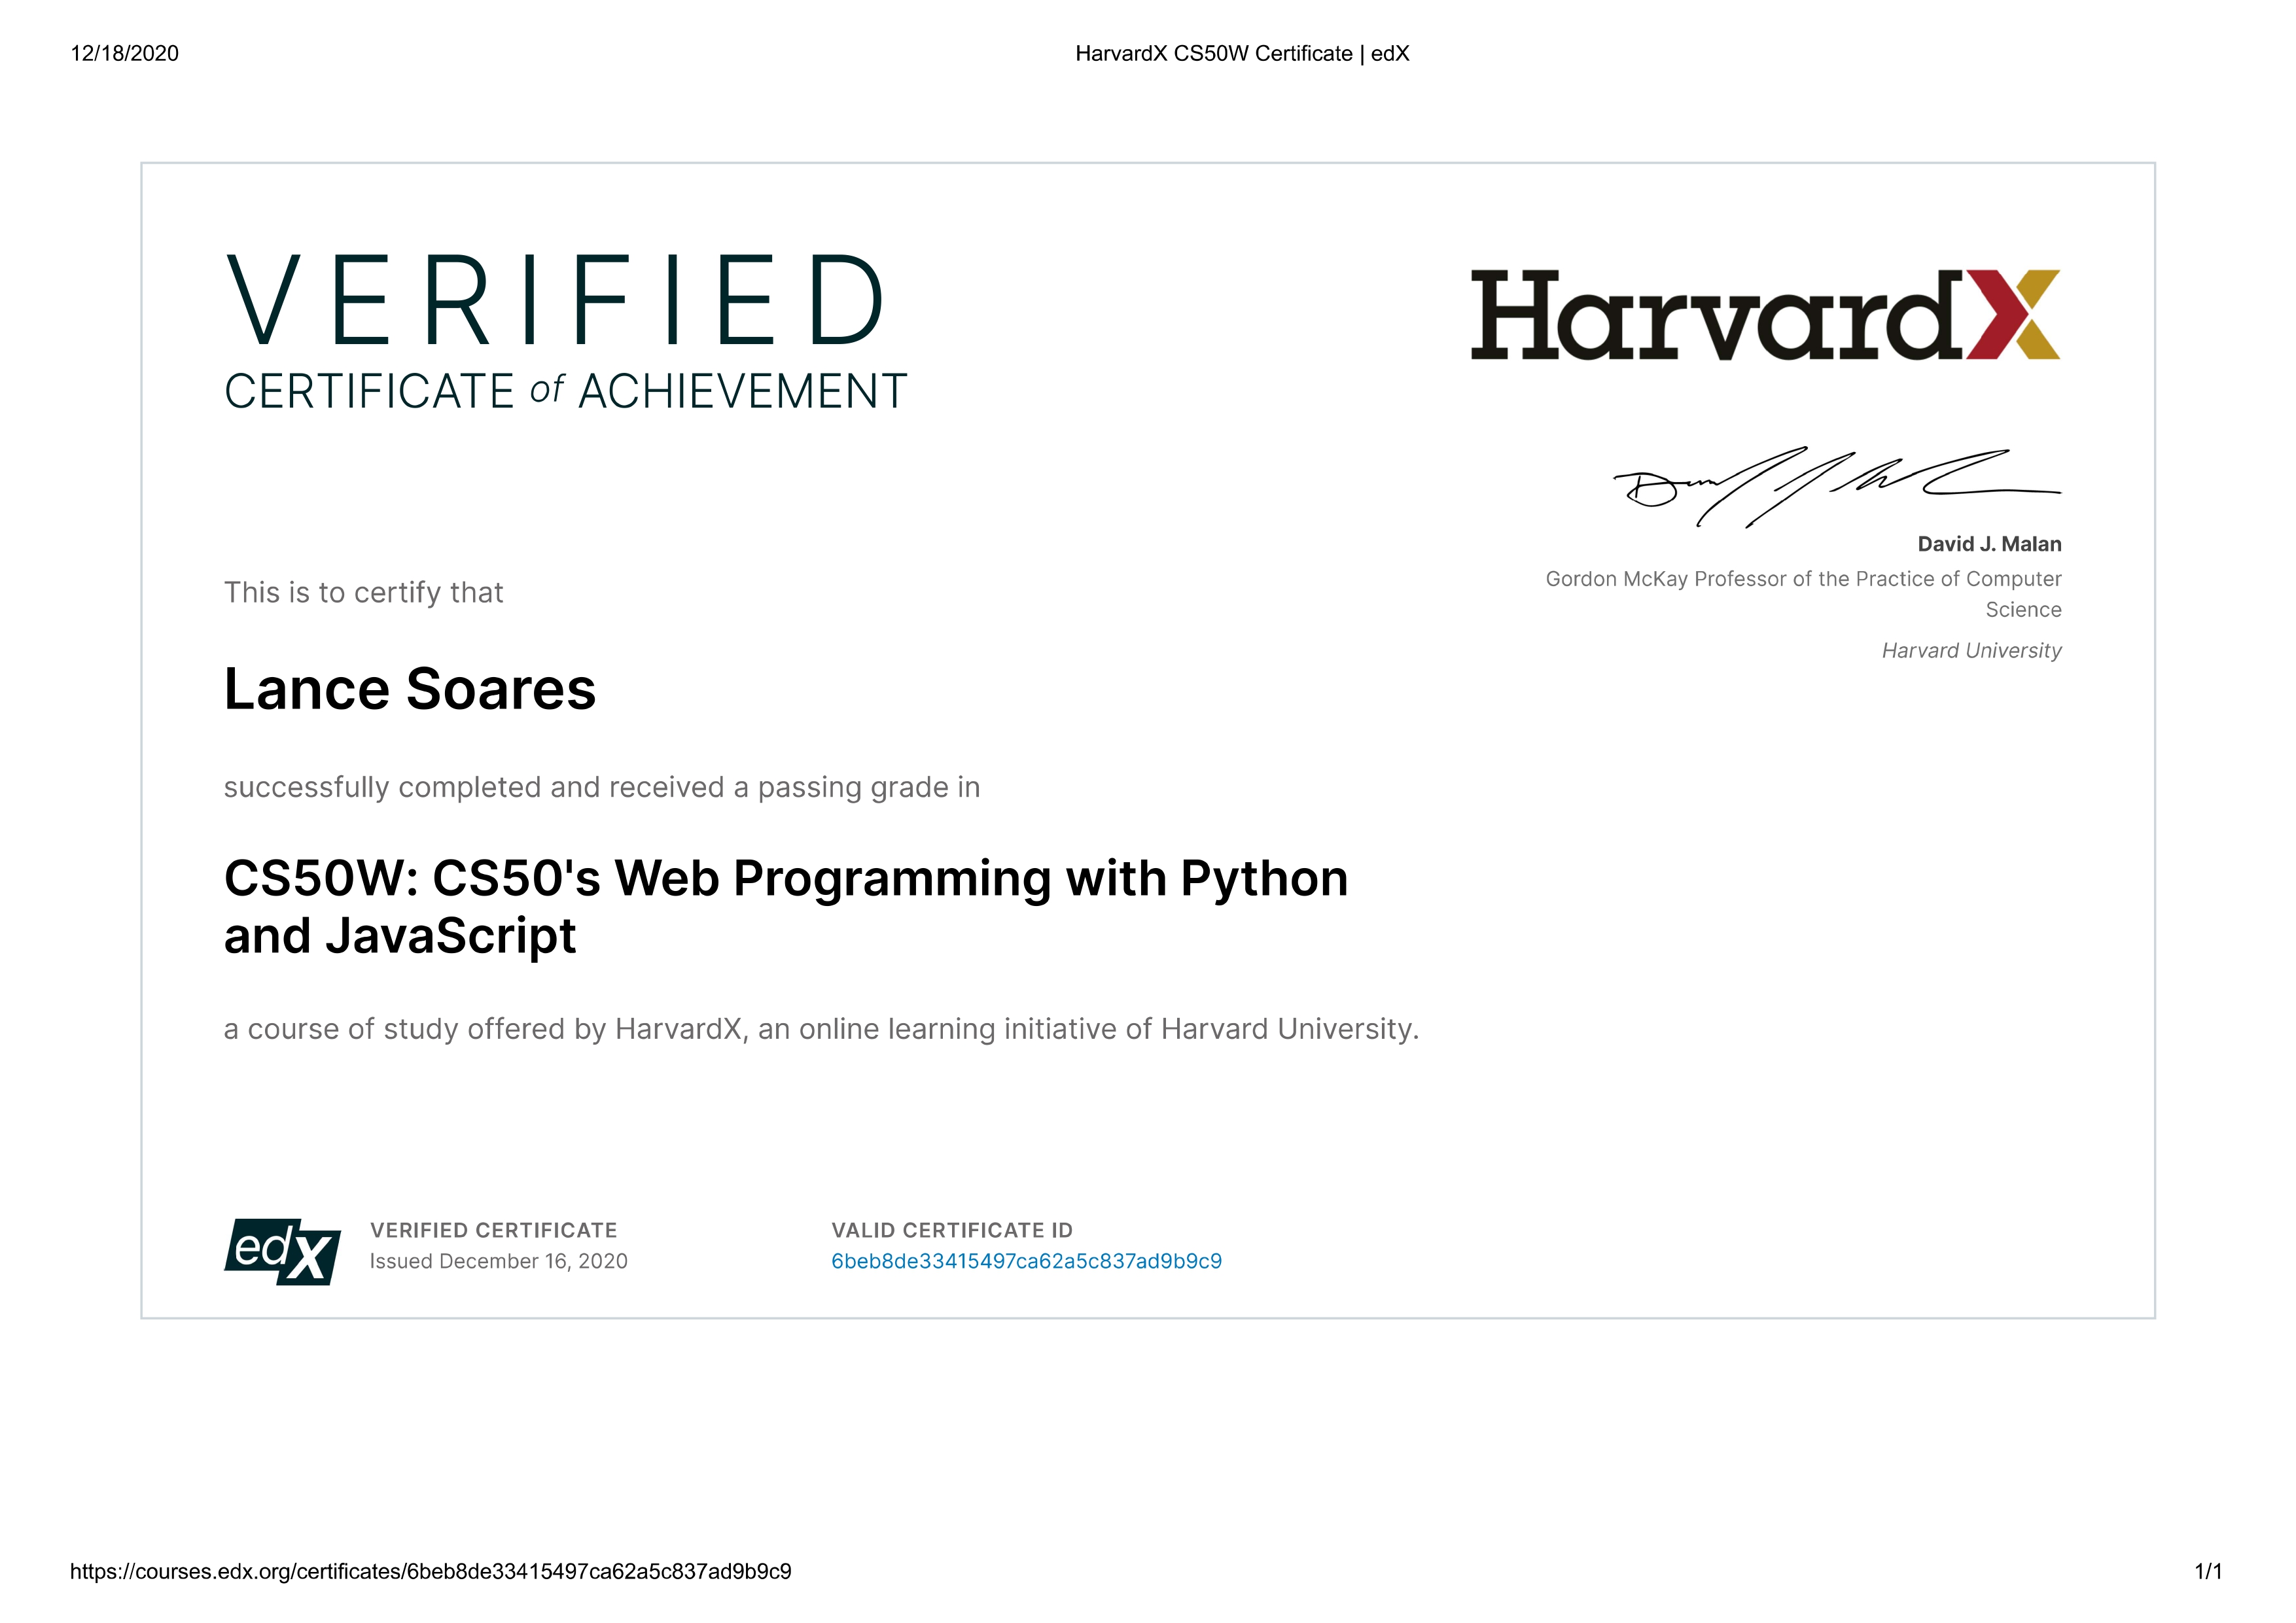 12/18/2020
HarvardX CS50W Certificate | edX
VERIFIED
CERTIFICATE of ACHIEVEMENT
HarvardX
David J. Malan
Gordon McKay Professor of the Practice of Computer
Science
Harvard University
This is to certify that
Lance Soares
successfully completed and received a passing grade in
CS50W: CS50's Web Programming with Python
and JavaScript
a course of study offered by HarvardX, an online learning initiative of Harvard University.
edX
VERIFIED CERTIFICATE
Issued December 16, 2020
VALID CERTIFICATE ID
6beb8de33415497ca62a5c837ad9b9c9
https://courses.edx.org/certificates/6beb8de33415497ca62a5c837ad9b9c9
1/1